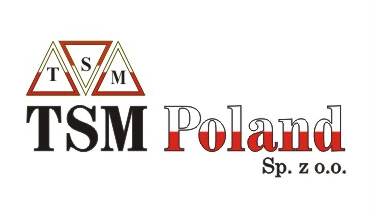 T S M
TSM Poland
Sp. z o.o.